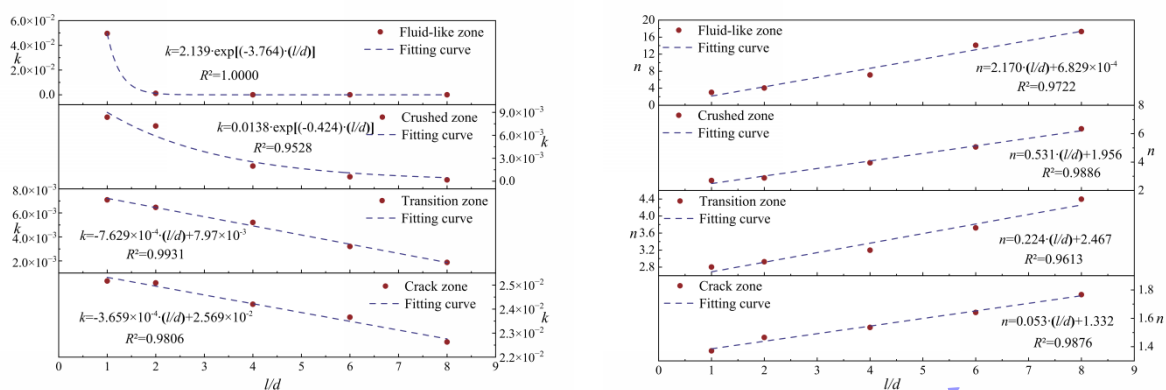 6.0×10⁻²
4.0×10⁻²
2.0×10⁻²
0.0
k
Fluid-like zone
Fitting curve
k=2.139·exp[(-3.764)·(l/d)]
R²=1.0000
Crushed zone
Fitting curve
k=0.0138·exp[(-0.424)·(l/d)]
R²=0.9528
9.0×10⁻³
6.0×10⁻³
3.0×10⁻³
0.0
k
8.0×10⁻³
6.0×10⁻³
4.0×10⁻³
2.0×10⁻³
k
Transition zone
Fitting curve
k=-7.629×10⁻⁴·(l/d)+7.97×10⁻³
R²=0.9931
Crack zone
Fitting curve
k=-3.659×10⁻⁴·(l/d)+2.569×10⁻²
R²=0.9806
2.5×10⁻²
2.4×10⁻²
2.3×10⁻²
2.2×10⁻²
k
0 1 2 3 4 5 6 7 8 9
l/d
20
16
12
8
4
0
n
Fluid-like zone
Fitting curve
n=2.170·(l/d)+6.829×10⁻⁴
R²=0.9722
Crushed zone
Fitting curve
n=0.531·(l/d)+1.956
R²=0.9886
8
6
4
2
n
4.4
4.0
3.6
3.2
2.8
n
Transition zone
Fitting curve
n=0.224·(l/d)+2.467
R²=0.9613
Crack zone
Fitting curve
n=0.053·(l/d)+1.332
R²=0.9876
1.8
1.6
1.4
n
0 1 2 3 4 5 6 7 8 9
l/d